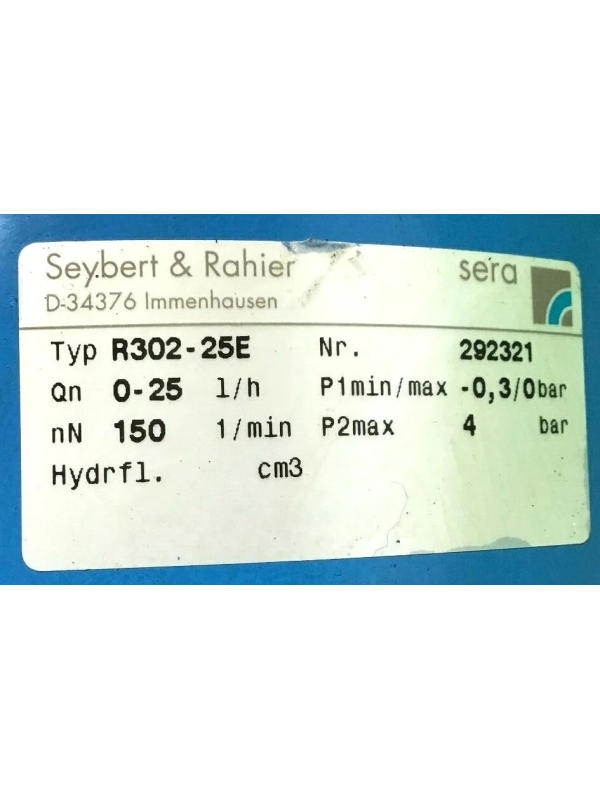 Seybert & Rahier sera
D-34376 Immenhausen
Typ R302-25E Nr. 292321
Qn 0-25 l/h P1min/max -0,3/0bar
nN 150 1/min P2max 4 bar
Hydrfl. cm3